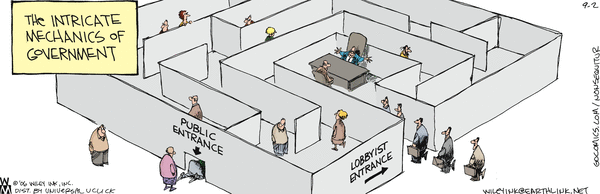 THE INTRICATE
MECHANICS OF
GOVERNMENT
9-2
GOCOMICS.COM/NONSEQUITUR
PUBLIC
ENTRANCE
LOBBYIST
ENTRANCE
© '06 WILEY INK, INC.
DIST. BY UNIVERSAL UCLICK
WILEYINK@EARTHLINK.NET